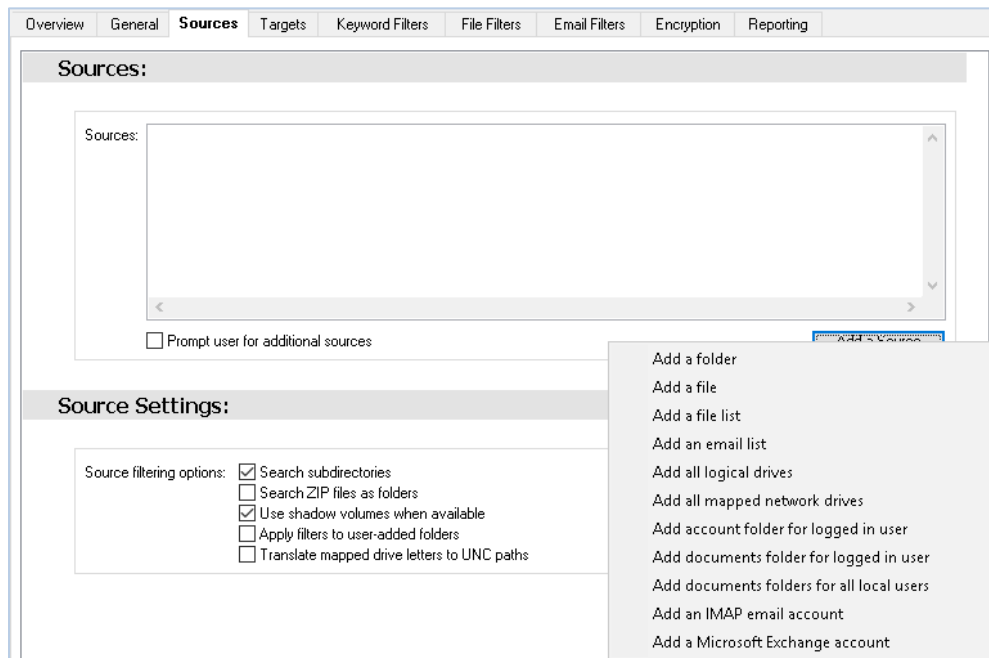 Overview General Sources Targets Keyword Filters File Filters Email Filters Encryption Reporting
Sources:
Sources:
Prompt user for additional sources
Add a Source
Add a folder
Add a file
Add a file list
Add an email list
Add all logical drives
Add all mapped network drives
Add account folder for logged in user
Add documents folder for logged in user
Add documents folders for all local users
Add an IMAP email account
Add a Microsoft Exchange account
Source Settings:
Source filtering options:
Search subdirectories
Search ZIP files as folders
Use shadow volumes when available
Apply filters to user-added folders
Translate mapped drive letters to UNC paths